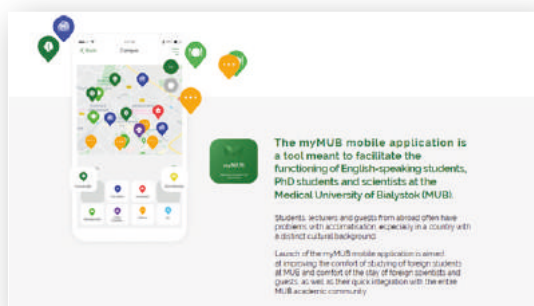 Back
Campus
myMUB
The myMUB mobile application is
a tool meant to facilitate the
functioning of English-speaking students,
PhD students and scientists at the
Medical University of Bialystok (MUB).
Students, lecturers and guests from abroad often have
problems with acclimatisation, especially in a country with
a distinct cultural background.
Launch of the myMUB mobile application is aimed
at improving the comfort of studying of foreign students
at MUB and comfort of the stay of foreign scientists and
guests, as well as their quick integration with the entire
MUB academic community.